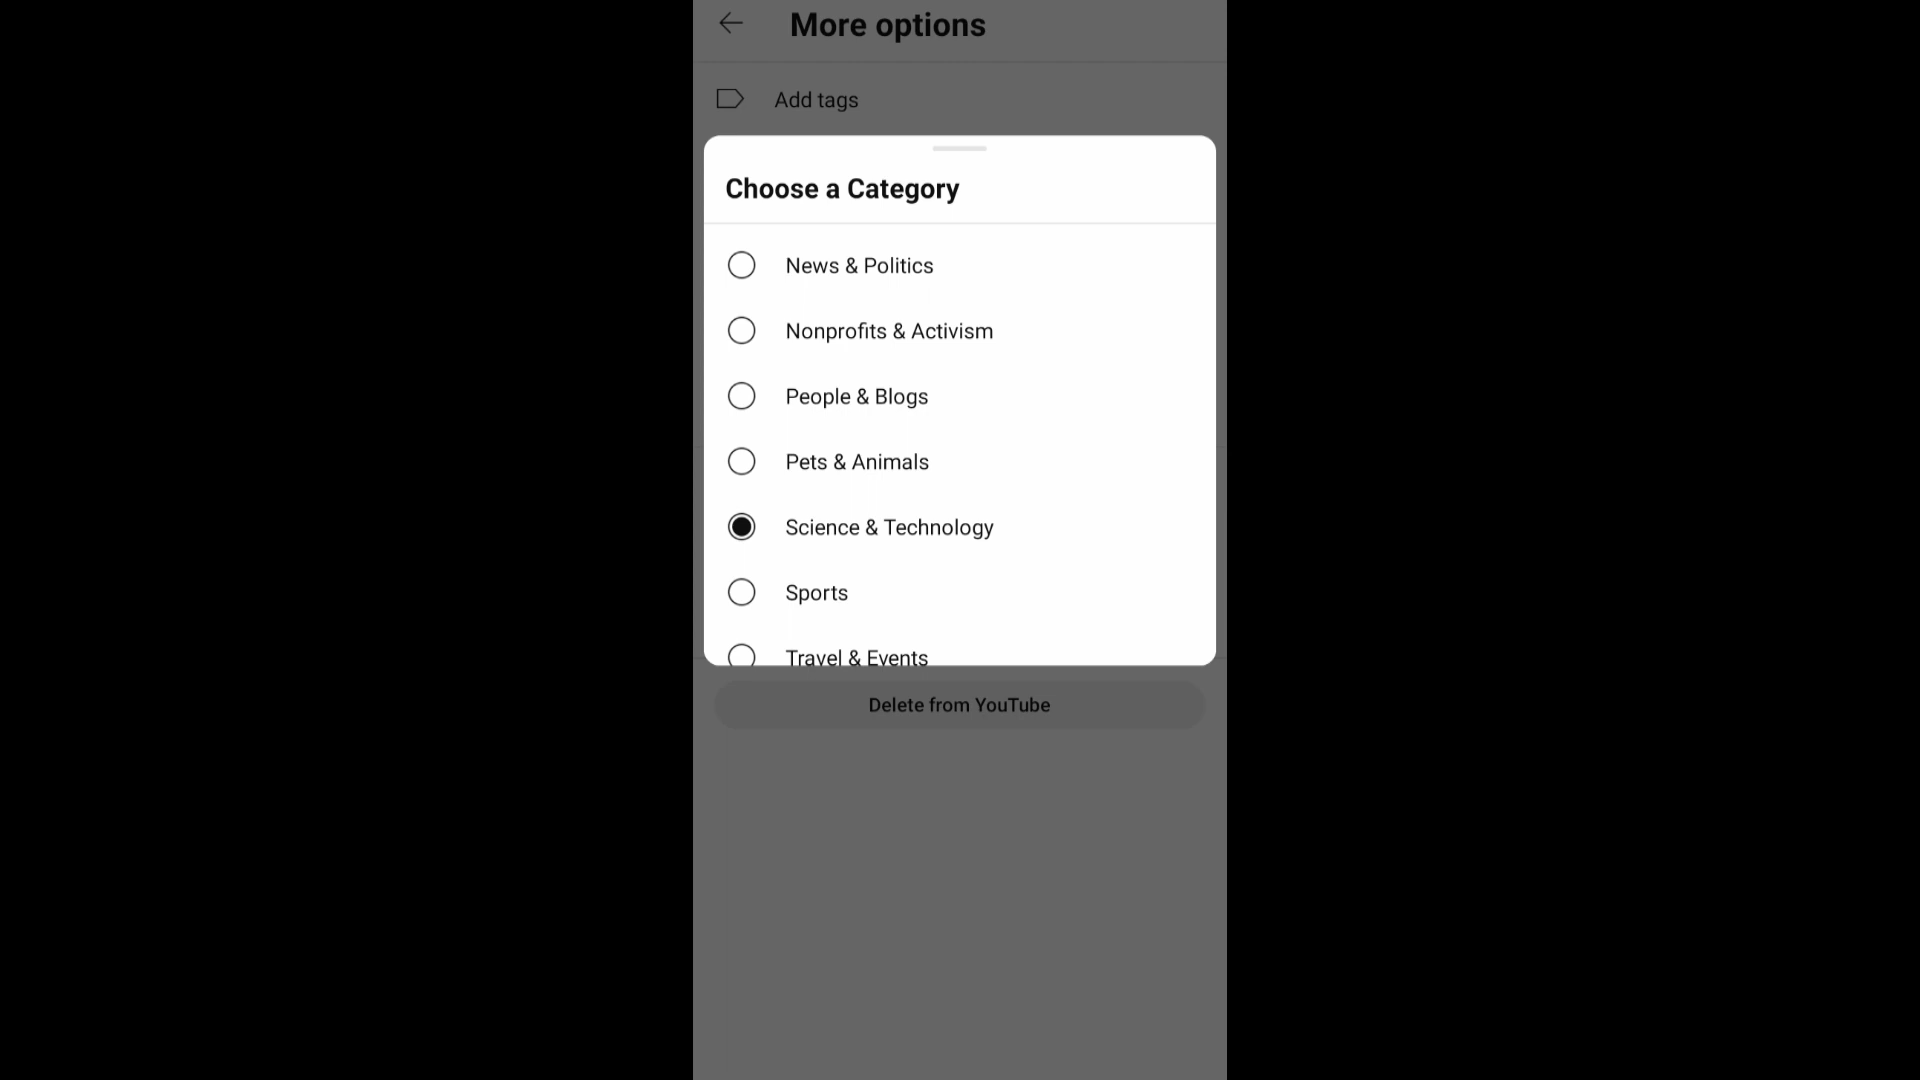 More options
Add tags
Choose a Category
News & Politics
Nonprofits & Activism
People & Blogs
Pets & Animals
Science & Technology
Sports
Travel & Events
Delete from YouTube